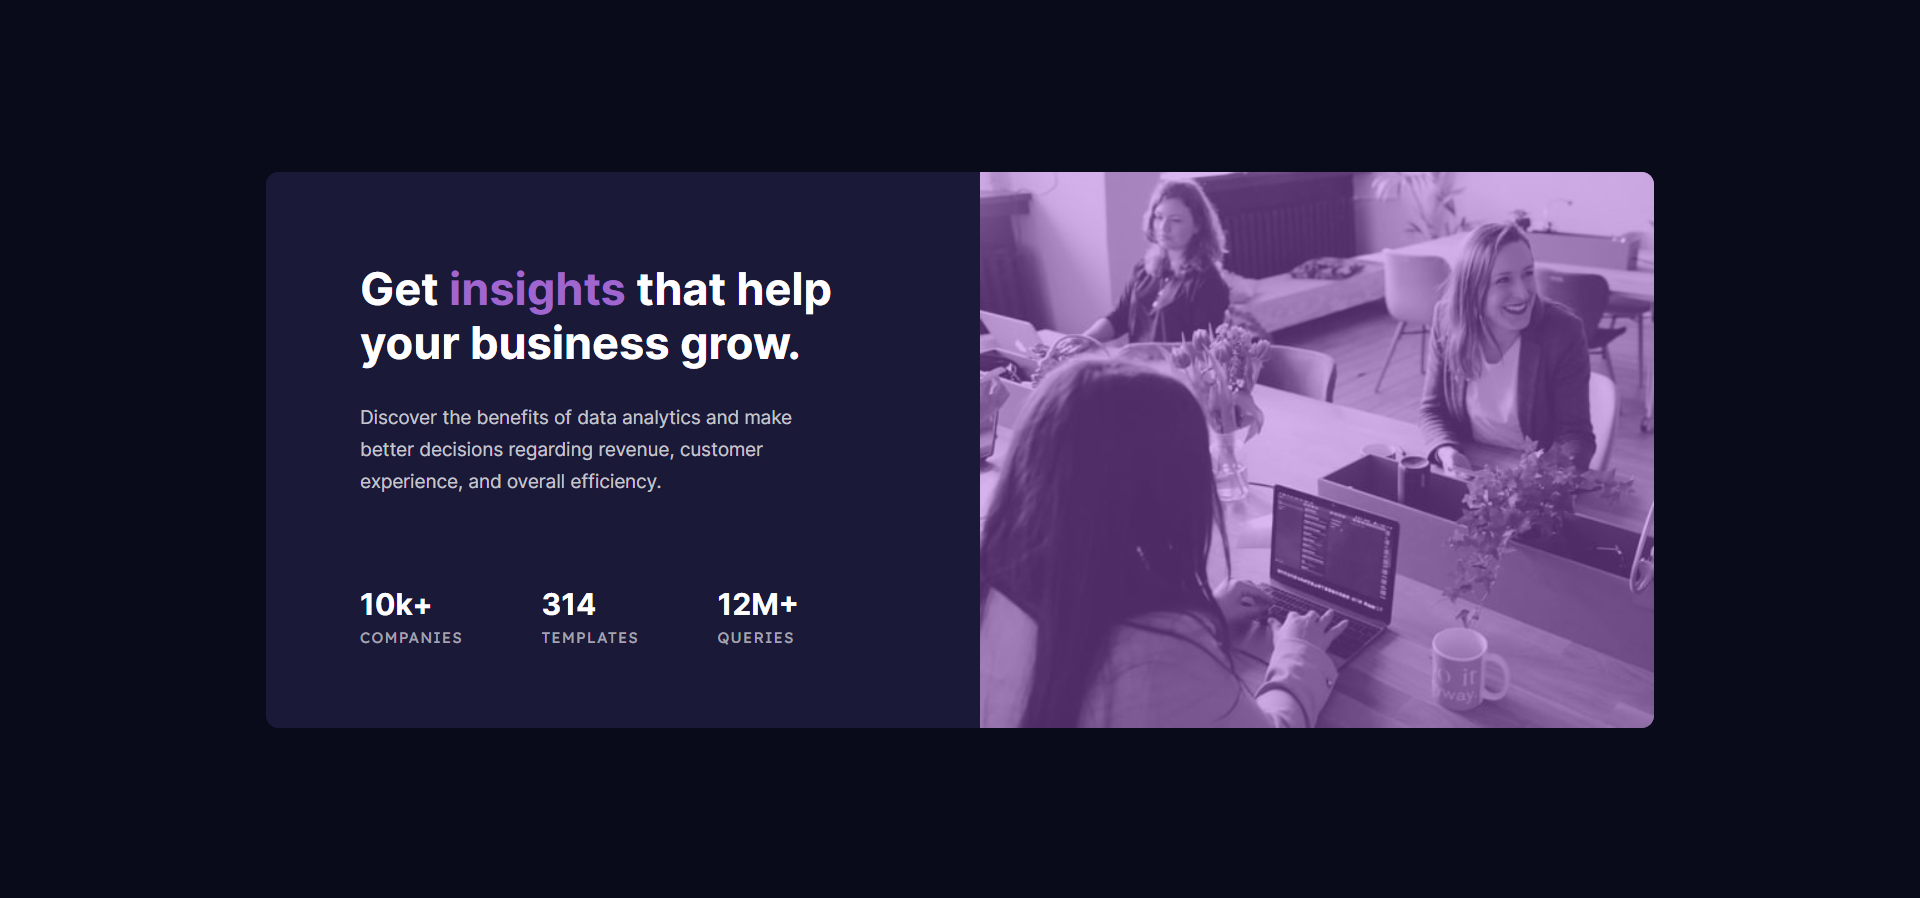 Get insights that help
your business grow.
Discover the benefits of data analytics and make
better decisions regarding revenue, customer
experience, and overall efficiency.
10k+ 314 12M+
COMPANIES TEMPLATES QUERIES
it